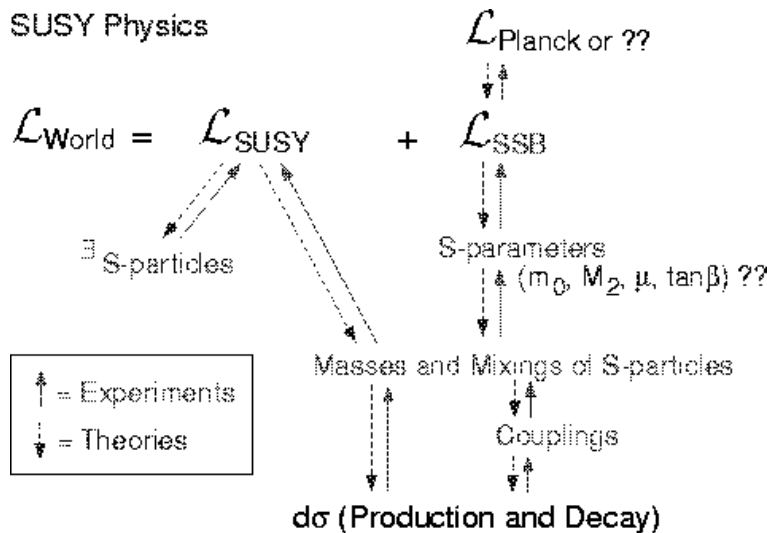 SUSY Physics
ℒPlanck or ??
ℒWorld = ℒSUSY + ℒSSB
∃ S-particles
S-parameters
(m0, M2, μ, tanβ) ??
Masses and Mixings of S-particles
= Experiments
= Theories
Couplings
dσ (Production and Decay)